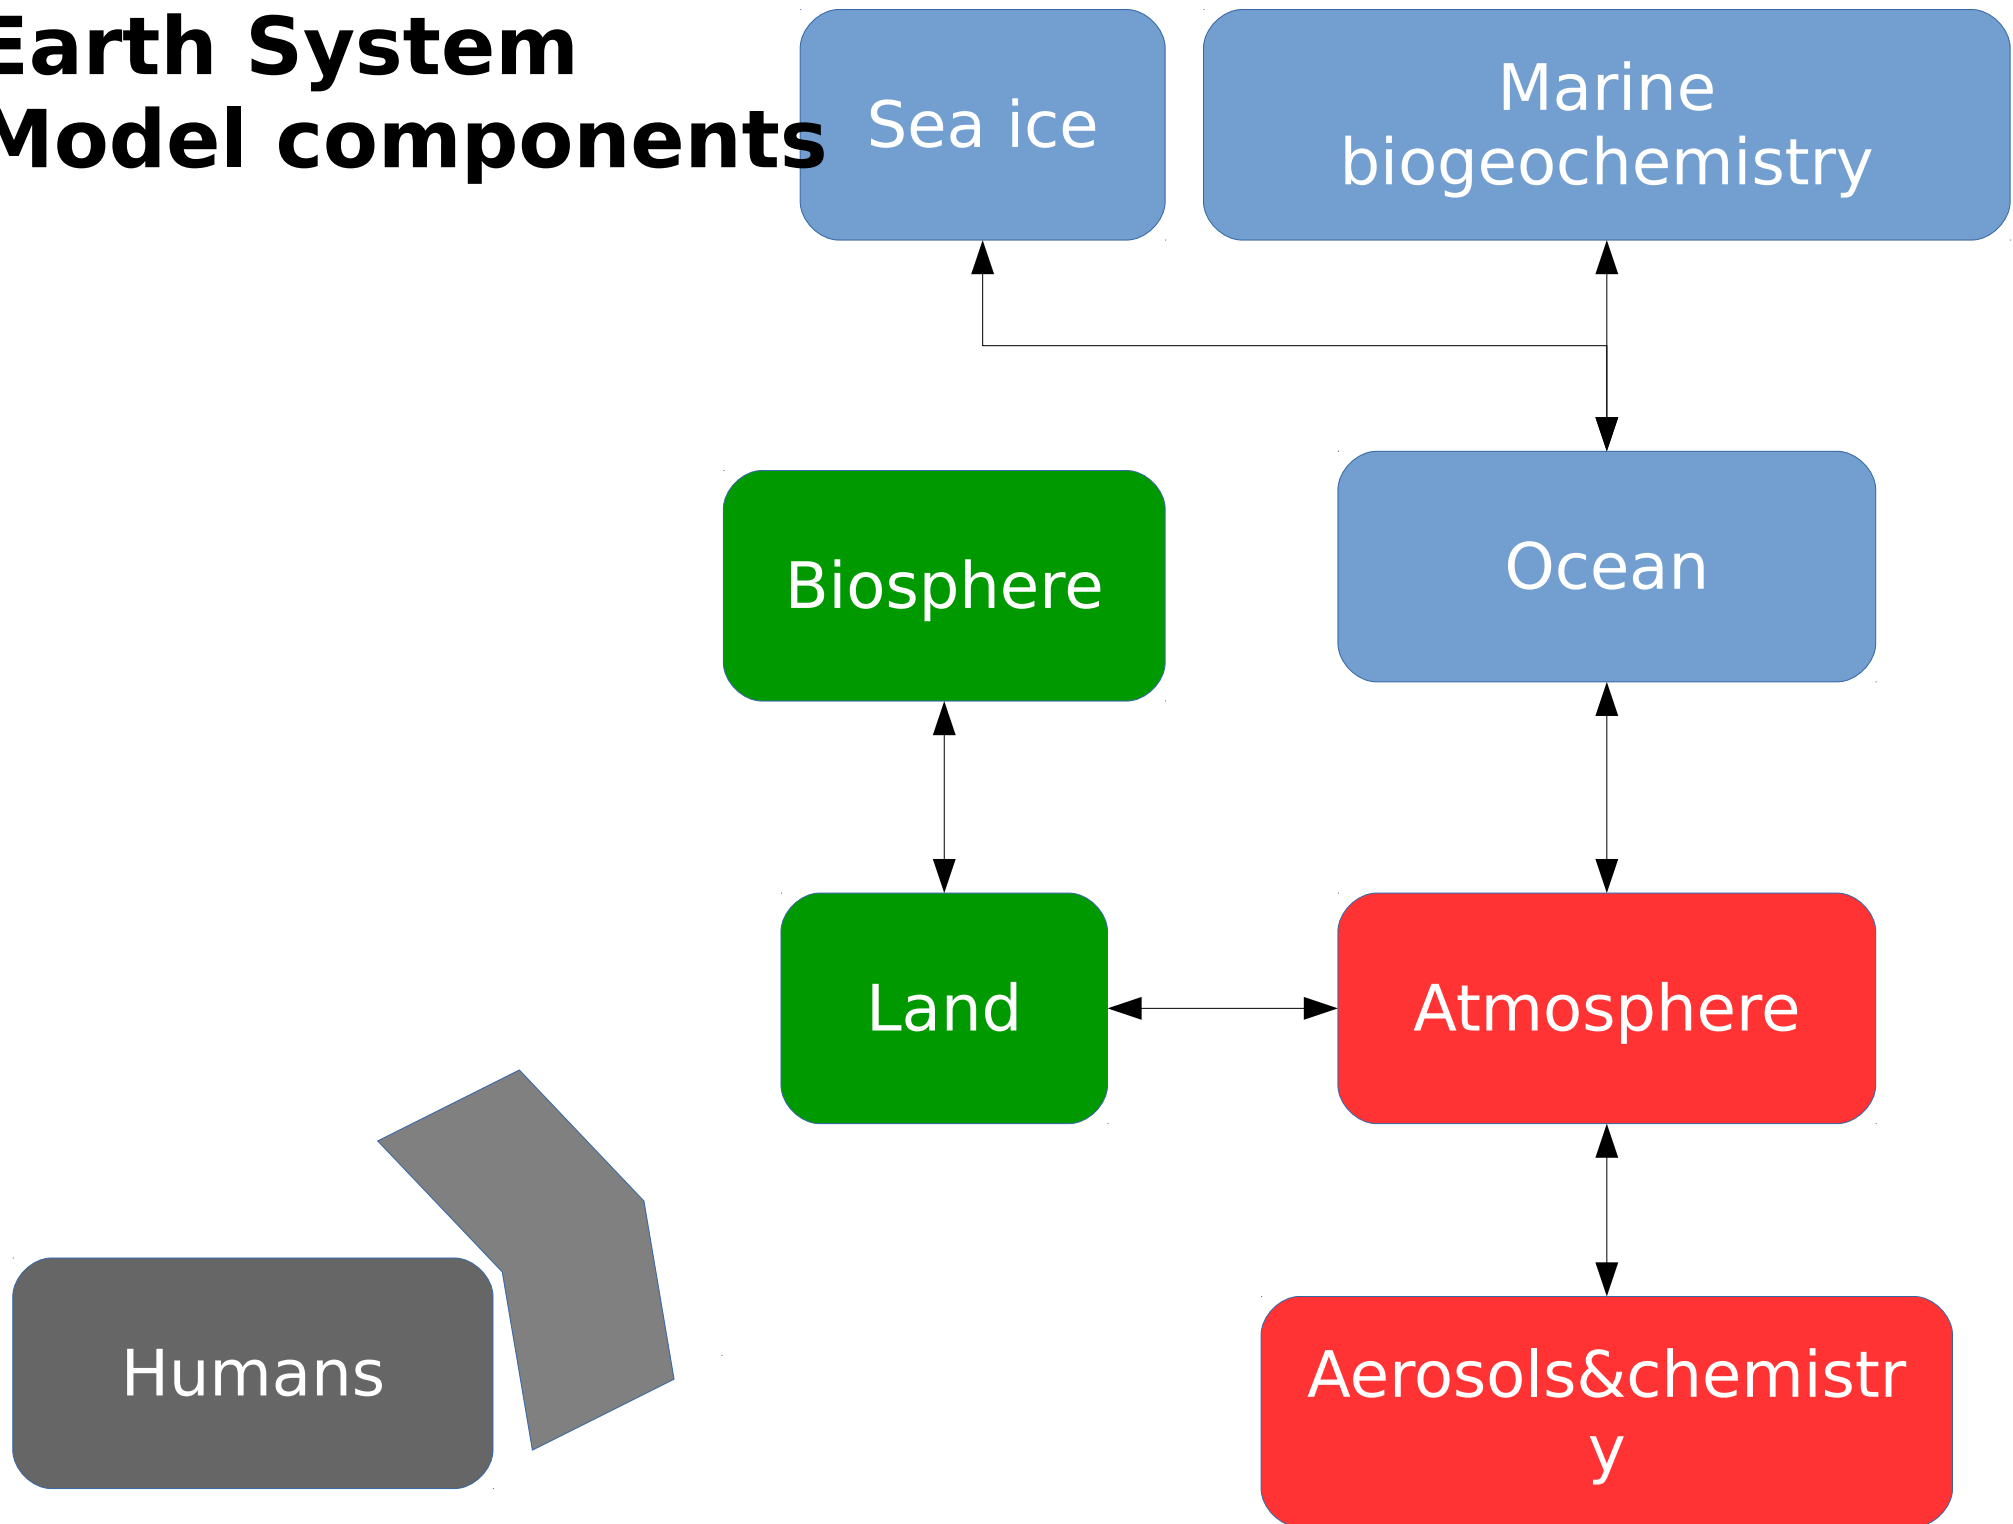 Earth System
Model components
Sea ice
Marine
biogeochemistry
Biosphere
Ocean
Land
Atmosphere
Humans
Aerosols&chemistr
y